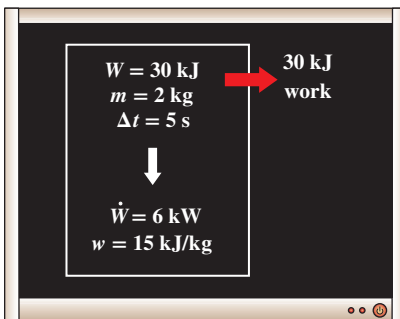 W = 30 kJ
m = 2 kg
Δt = 5 s
Ẇ = 6 kW
w = 15 kJ/kg
30 kJ
work